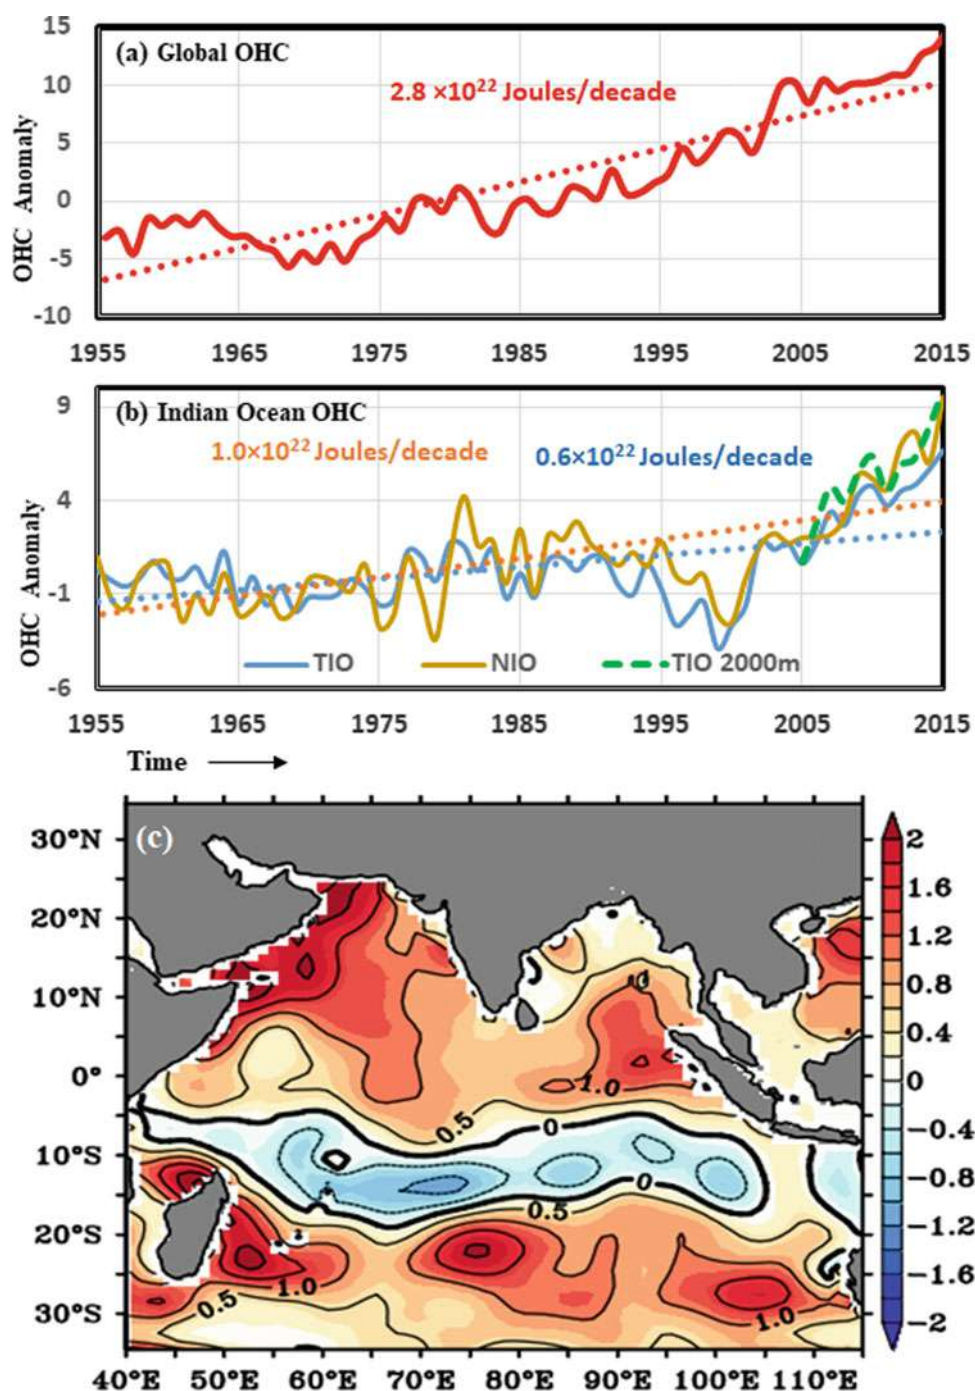 15
(a) Global OHC
10
2.8 ×10²² Joules/decade
5
0
-5
-10
OHC Anomaly
1955 1965 1975 1985 1995 2005 2015
9
(b) Indian Ocean OHC
1.0×10²² Joules/decade
0.6×10²² Joules/decade
4
-1
-6
OHC Anomaly
TIO NIO TIO 2000m
1955 1965 1975 1985 1995 2005 2015
Time
(c)
30°N
20°N
10°N
0°
10°S
20°S
30°S
1.0
0.5
0
0
0.5
1.0
0.5
1.0
40°E 50°E 60°E 70°E 80°E 90°E 100°E 110°E
2
1.6
1.2
0.8
0.4
0
−0.4
−0.8
−1.2
−1.6
−2